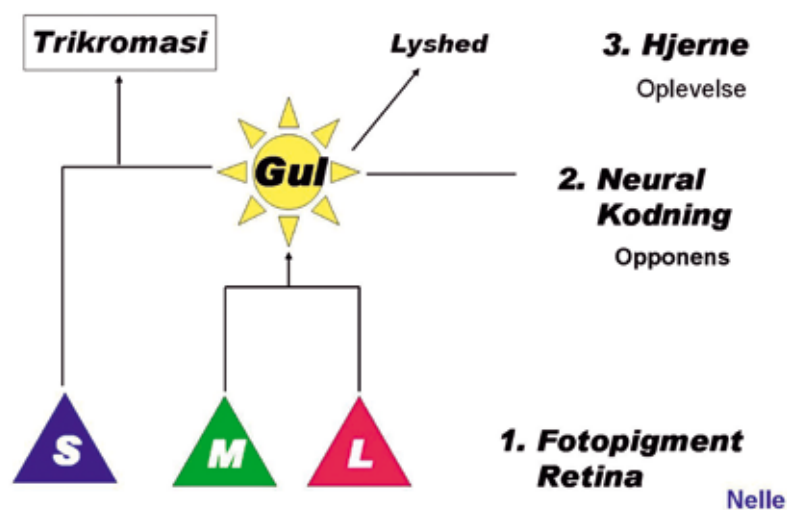 Trikromasi
Lyshed
3. Hjerne
Oplevelse
Gul
2. Neural
Kodning
Opponens
S
M
L
1. Fotopigment
Retina
Nelle